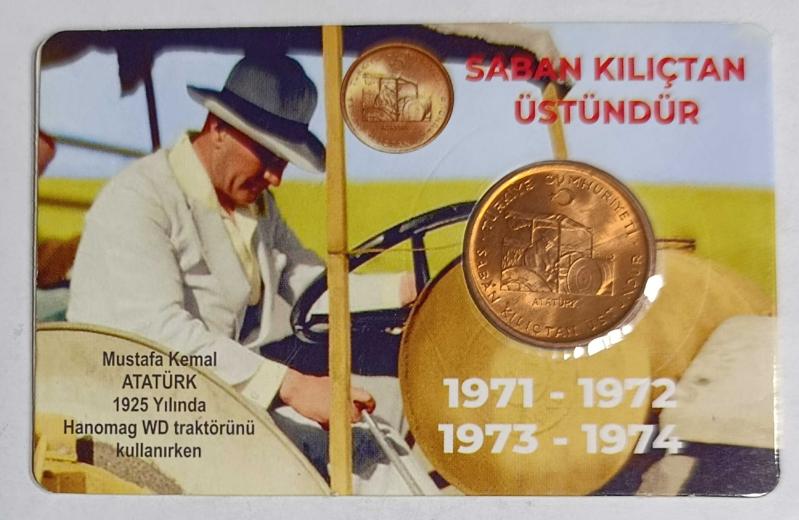 SABAN KILIÇTAN
ÜSTÜNDÜR
TÜRKİYE CUMHURİYETİ
ATATÜRK
SABAN KILIÇTAN ÜSTÜNDÜR
1971 - 1972
1973 - 1974
Mustafa Kemal
ATATÜRK
1925 Yılında
Hanomag WD traktörünü
kullanırken